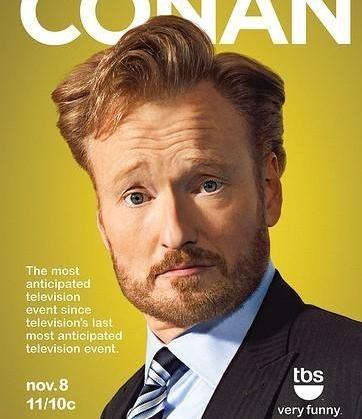 CONAN
The most
anticipated
television
event since
television's last
most anticipated
television event.
nov.8
11/10c
tbs
very funny.